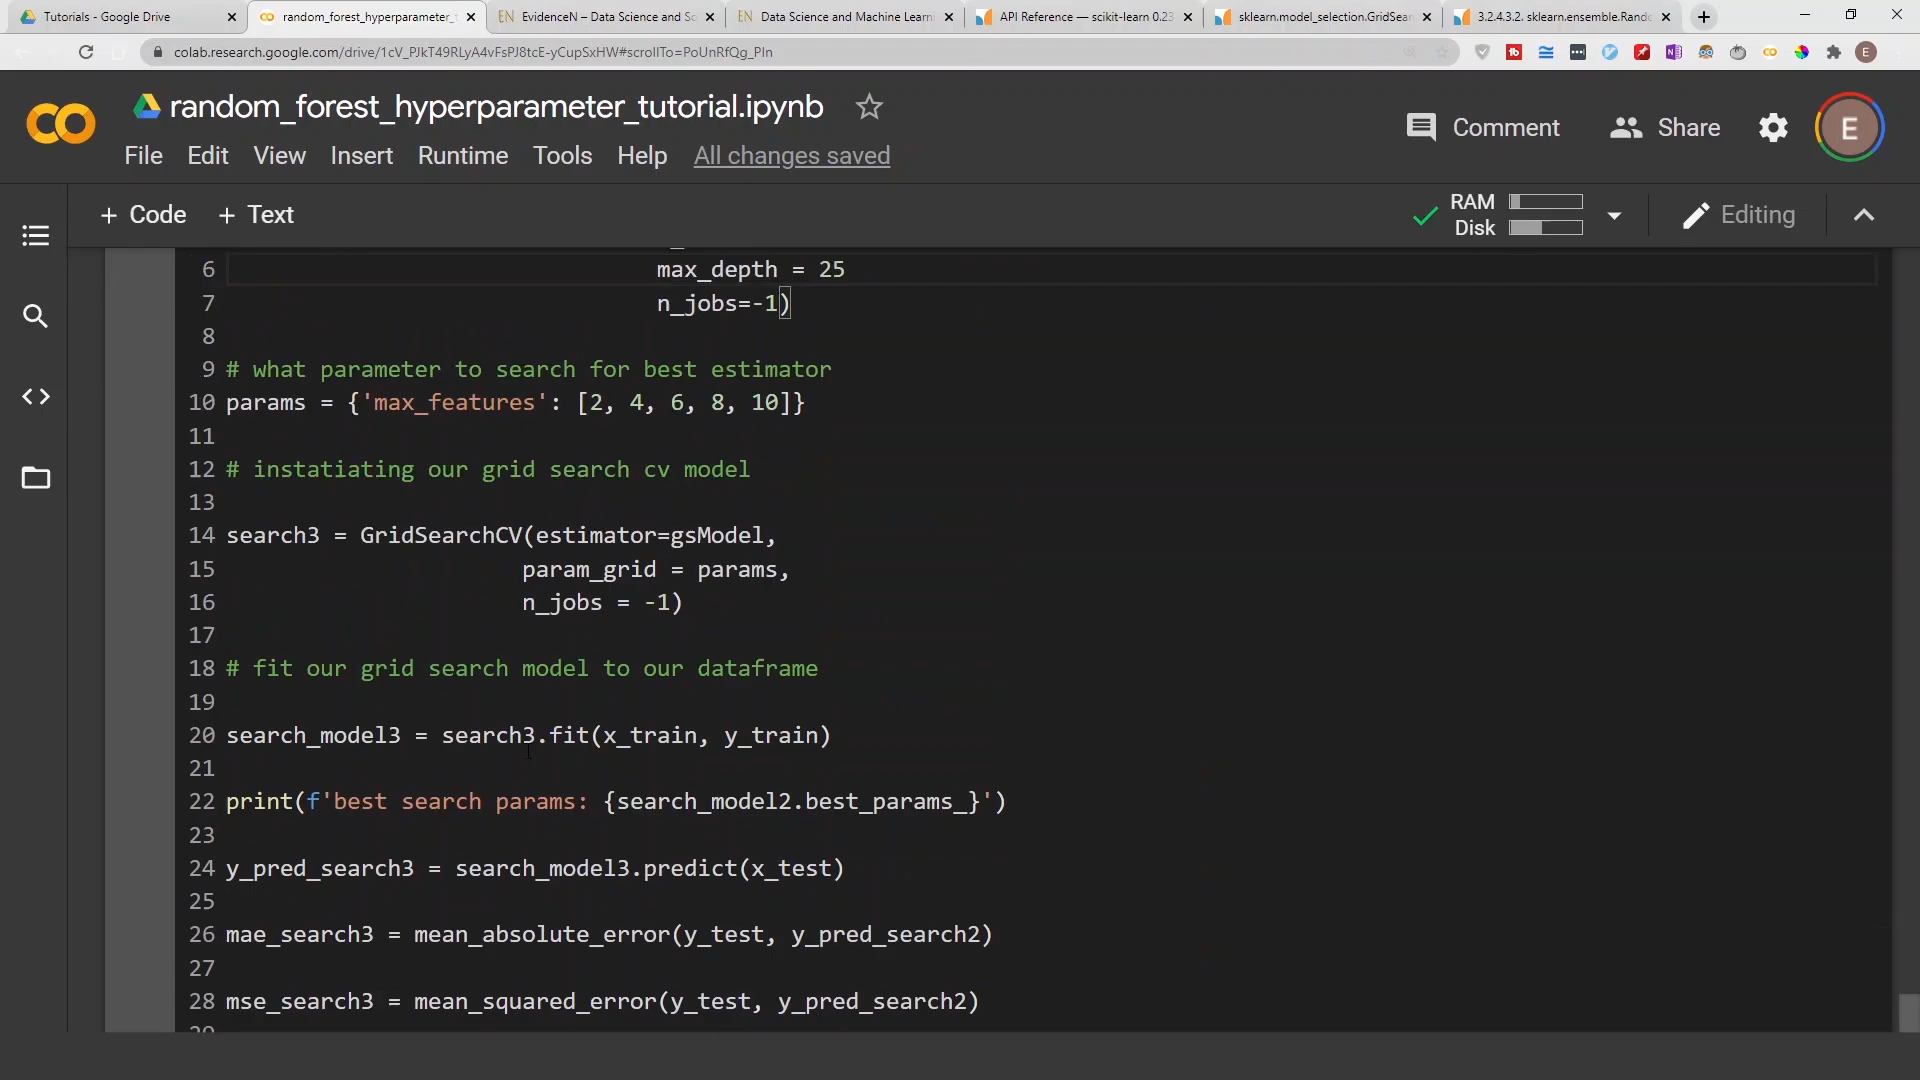 Tutorials - Google Drive
random_forest_hyperparameter_t
EvidenceN – Data Science and So
Data Science and Machine Learni
API Reference — scikit-learn 0.23
sklearn.model_selection.GridSear
3.2.4.3.2. sklearn.ensemble.Rando
colab.research.google.com/drive/1cV_PJkT49RLyA4vFsPJ8tcE-yCupSxHW#scrollTo=PoUnRfQg_PIn
random_forest_hyperparameter_tutorial.ipynb
Comment
Share
E
File Edit View Insert Runtime Tools Help All changes saved
+ Code + Text
RAM
Disk
Editing
6 max_depth = 25
7 n_jobs=-1)
8
9 # what parameter to search for best estimator
10 params = {'max_features': [2, 4, 6, 8, 10]}
11
12 # instatiating our grid search cv model
13
14 search3 = GridSearchCV(estimator=gsModel,
15 param_grid = params,
16 n_jobs = -1)
17
18 # fit our grid search model to our dataframe
19
20 search_model3 = search3.fit(x_train, y_train)
21
22 print(f'best search params: {search_model2.best_params_}')
23
24 y_pred_search3 = search_model3.predict(x_test)
25
26 mae_search3 = mean_absolute_error(y_test, y_pred_search2)
27
28 mse_search3 = mean_squared_error(y_test, y_pred_search2)